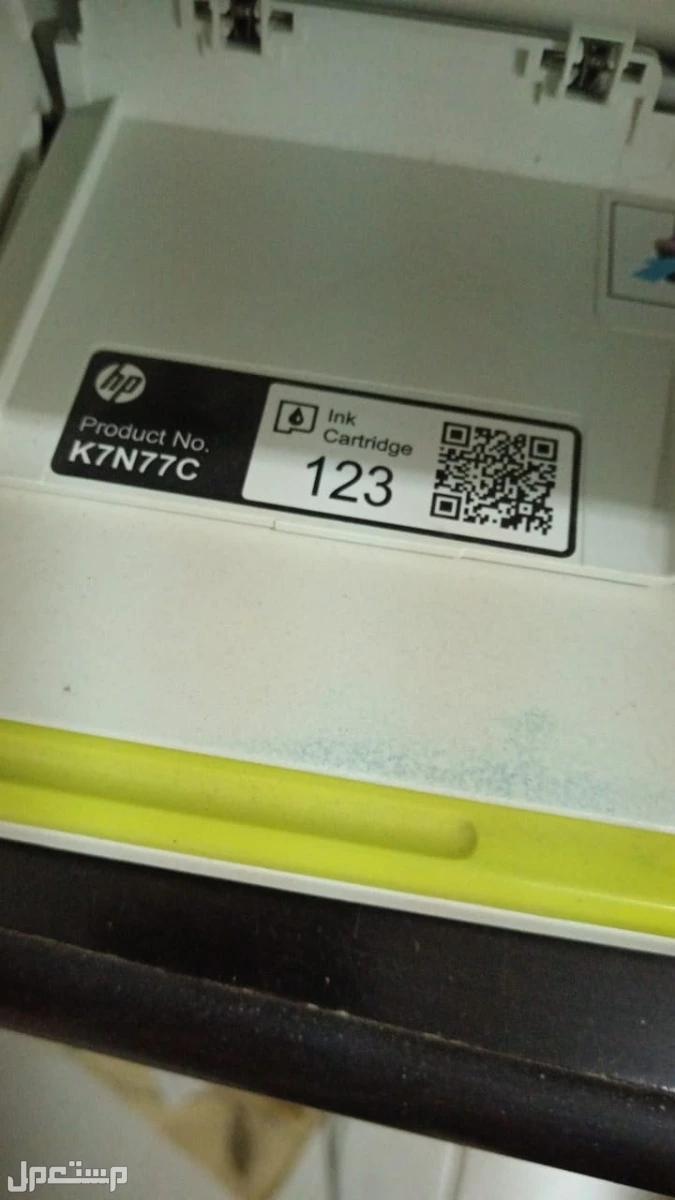 hp
Product No.
K7N77C
Ink
Cartridge
123
مستعمل